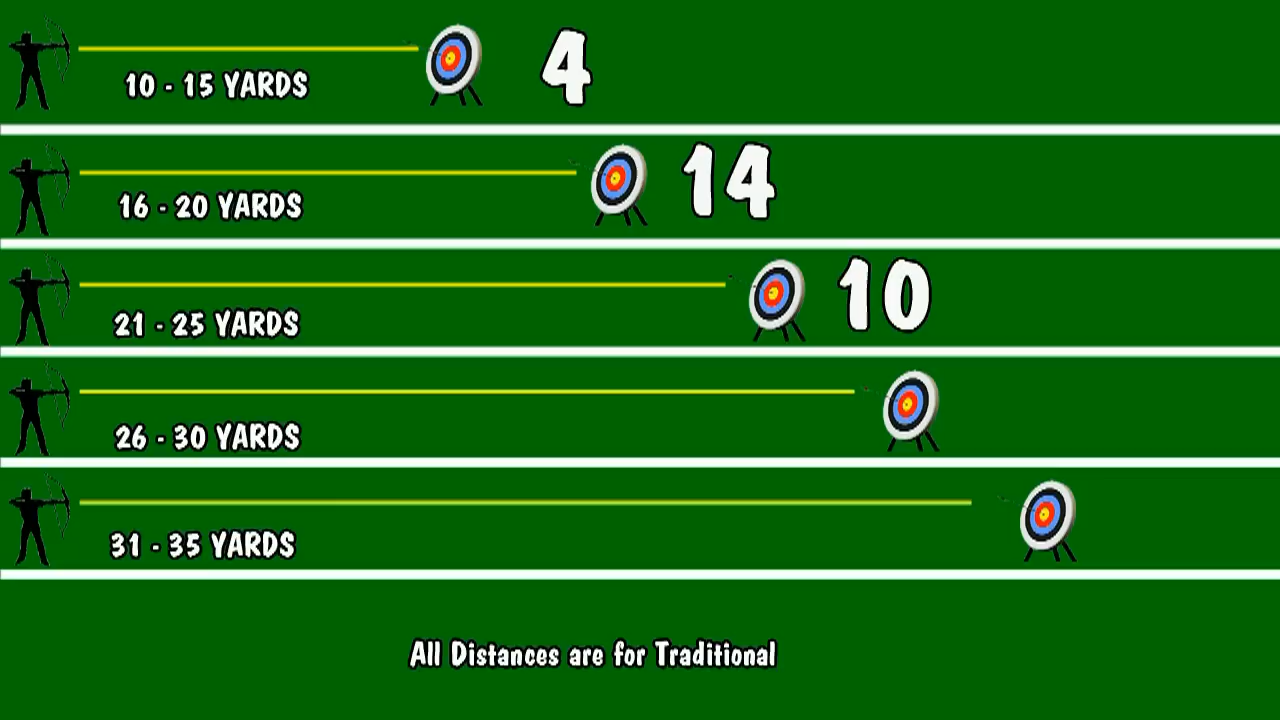 4
10 - 15 YARDS
14
16 - 20 YARDS
10
21 - 25 YARDS
26 - 30 YARDS
31 - 35 YARDS
All Distances are for Traditional